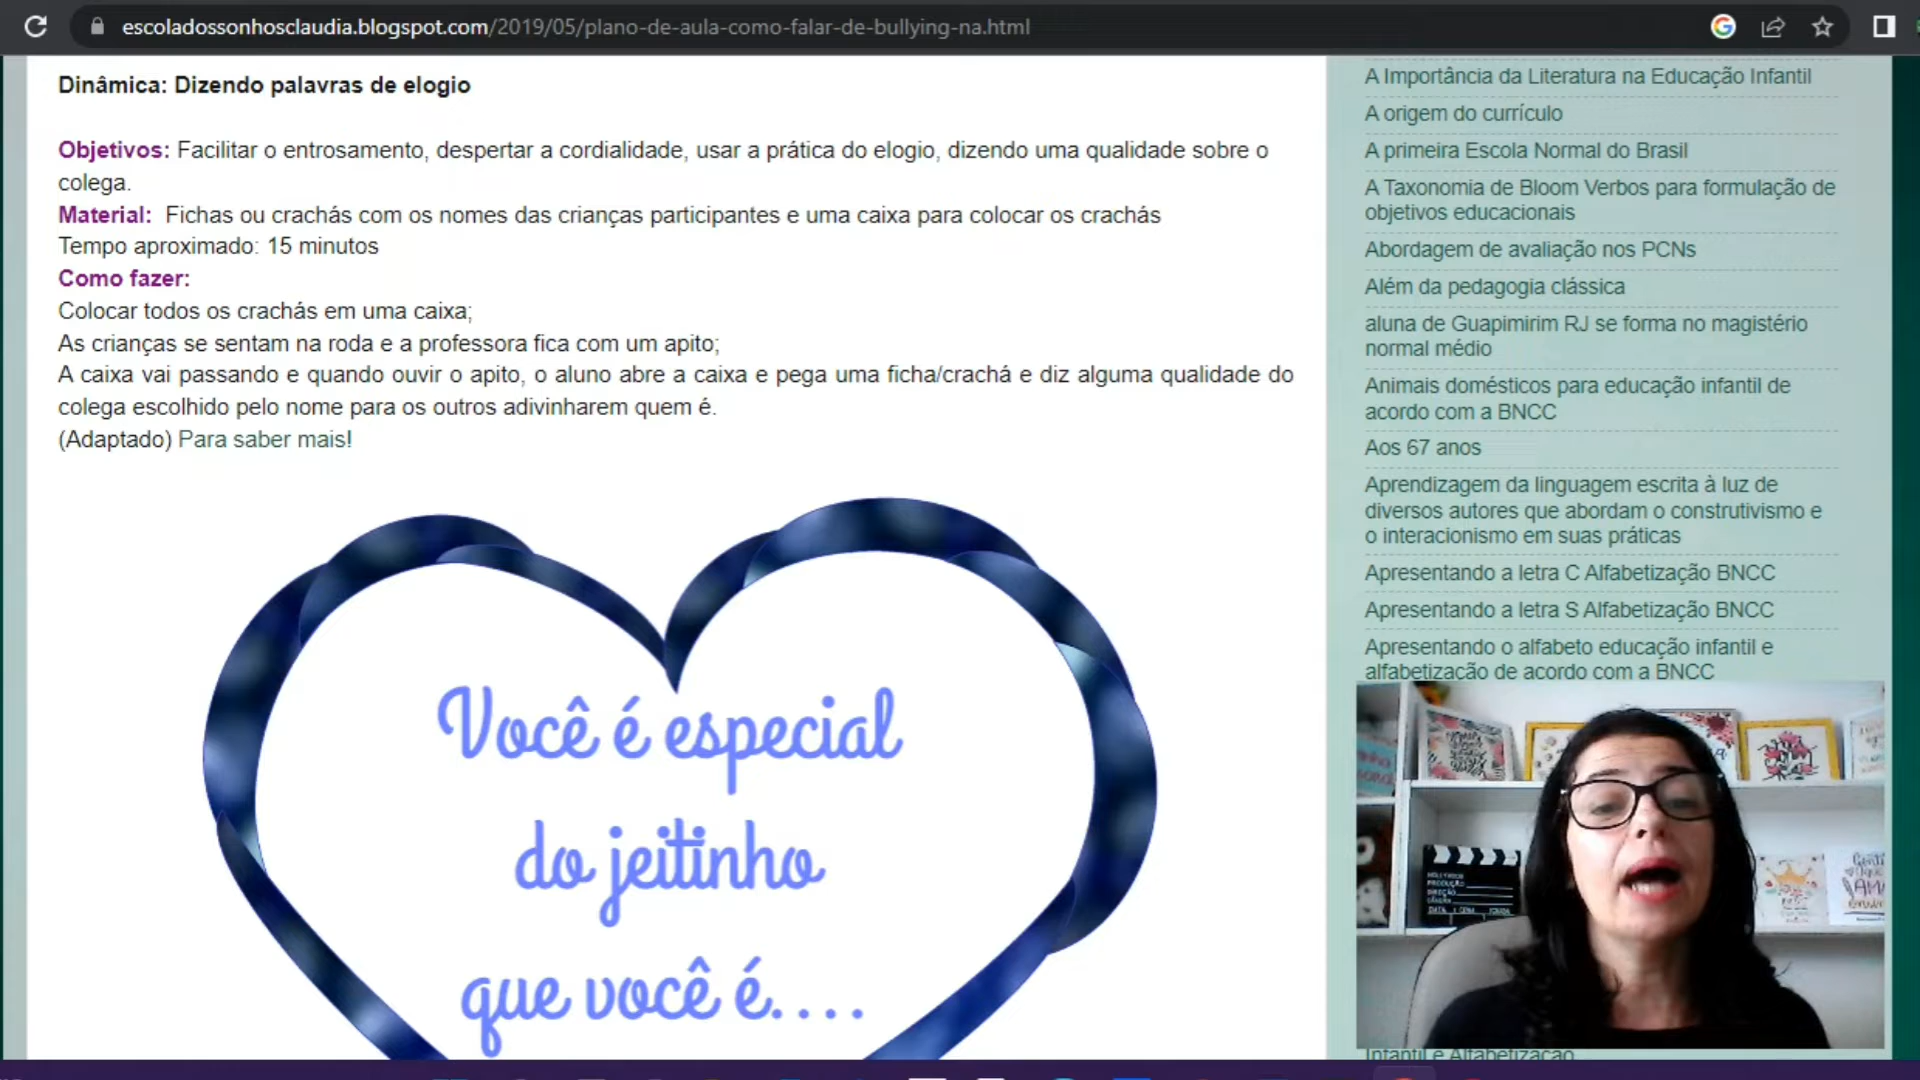 escoladossonhosclaudia.blogspot.com/2019/05/plano-de-aula-como-falar-de-bullying-na.html
Dinâmica: Dizendo palavras de elogio
Objetivos: Facilitar o entrosamento, despertar a cordialidade, usar a prática do elogio, dizendo uma qualidade sobre o
colega.
Material: Fichas ou crachás com os nomes das crianças participantes e uma caixa para colocar os crachás
Tempo aproximado: 15 minutos
Como fazer:
Colocar todos os crachás em uma caixa;
As crianças se sentam na roda e a professora fica com um apito;
A caixa vai passando e quando ouvir o apito, o aluno abre a caixa e pega uma ficha/crachá e diz alguma qualidade do
colega escolhido pelo nome para os outros adivinharem quem é.
(Adaptado) Para saber mais!
Você é especial
do jeitinho
que você é....
A Importância da Literatura na Educação Infantil
A origem do currículo
A primeira Escola Normal do Brasil
A Taxonomia de Bloom Verbos para formulação de
objetivos educacionais
Abordagem de avaliação nos PCNs
Além da pedagogia clássica
aluna de Guapimirim RJ se forma no magistério
normal médio
Animais domésticos para educação infantil de
acordo com a BNCC
Aos 67 anos
Aprendizagem da linguagem escrita à luz de
diversos autores que abordam o construtivismo e
o interacionismo em suas práticas
Apresentando a letra C Alfabetização BNCC
Apresentando a letra S Alfabetização BNCC
Apresentando o alfabeto educação infantil e
alfabetização de acordo com a BNCC
Infantil e Alfabetização